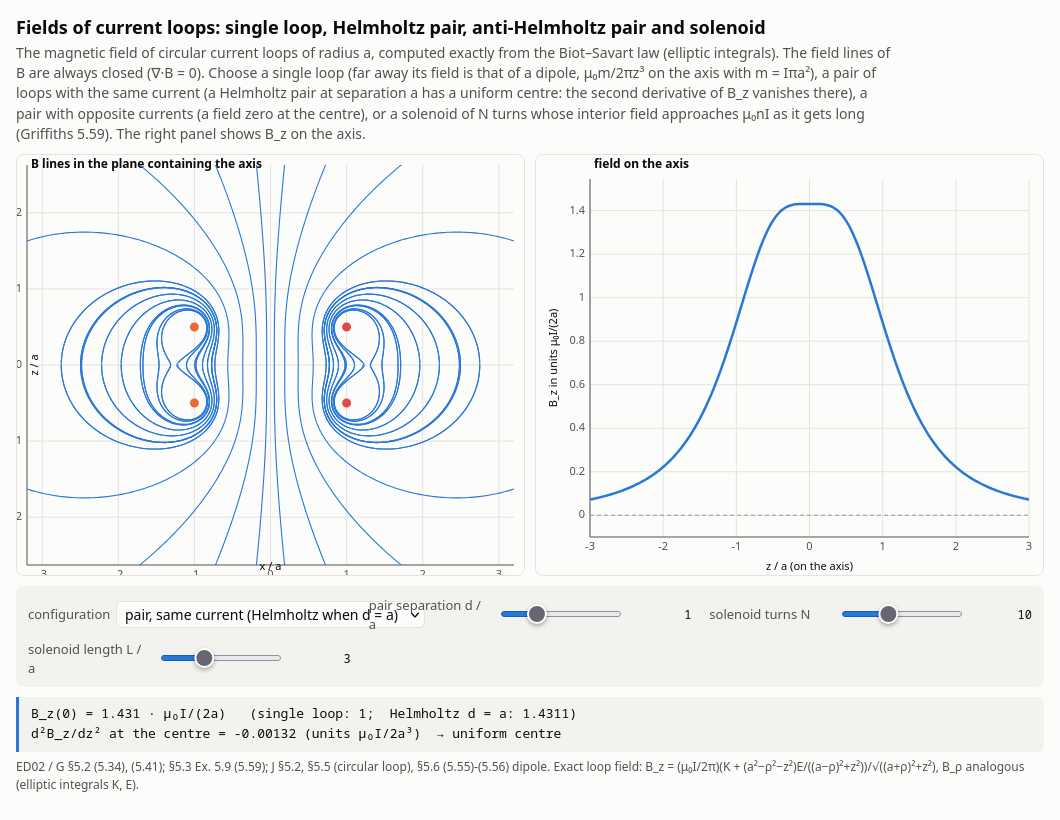 Fields of current loops: single loop, Helmholtz pair, anti-Helmholtz pair and solenoid
The magnetic field of circular current loops of radius a, computed exactly from the Biot–Savart law (elliptic integrals). The field lines of
B are always closed (∇·B = 0). Choose a single loop (far away its field is that of a dipole, μ₀m/2πz³ on the axis with m = Iπa²), a pair of
loops with the same current (a Helmholtz pair at separation a has a uniform centre: the second derivative of B_z vanishes there), a
pair with opposite currents (a field zero at the centre), or a solenoid of N turns whose interior field approaches μ₀nI as it gets long
(Griffiths 5.59). The right panel shows B_z on the axis.
B lines in the plane containing the axis
2
1
0
1
2
z / a
3 2 1 0 1 2 3
x / a
field on the axis
1.4
1.2
1
0.8
0.6
0.4
0.2
0
B_z in units μ₀I/(2a)
-3 -2 -1 0 1 2 3
z / a (on the axis)
configuration pair, same current (Helmholtz when d = a) pair separation d / a 1 solenoid turns N 10
solenoid length L / a 3
B_z(0) = 1.431 · μ₀I/(2a) (single loop: 1; Helmholtz d = a: 1.4311)
d²B_z/dz² at the centre = -0.00132 (units μ₀I/2a³) → uniform centre
ED02 / G §5.2 (5.34), (5.41); §5.3 Ex. 5.9 (5.59); J §5.2, §5.5 (circular loop), §5.6 (5.55)-(5.56) dipole. Exact loop field: B_z = (μ₀I/2π)(K + (a²−ρ²−z²)E/((a−ρ)²+z²))/√((a+ρ)²+z²), B_ρ analogous
(elliptic integrals K, E).